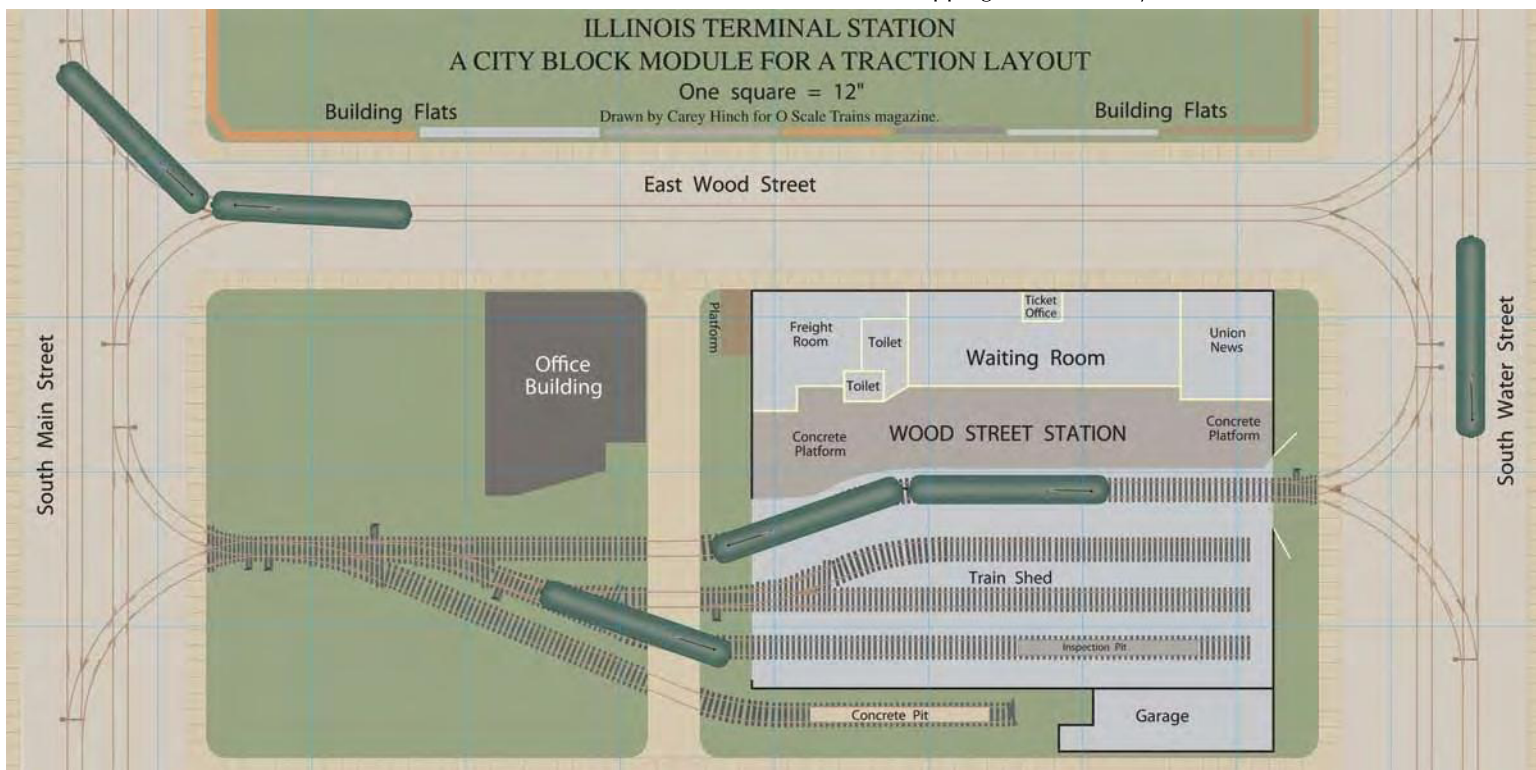 ILLINOIS TERMINAL STATION
A CITY BLOCK MODULE FOR A TRACTION LAYOUT
One square = 12"
Drawn by Carey Hinch for O Scale Trains magazine.
Building Flats
Building Flats
East Wood Street
South Main Street
South Water Street
Office
Building
Platform
Freight
Room
Toilet
Toilet
Ticket
Office
Waiting Room
Union
News
Concrete
Platform
WOOD STREET STATION
Concrete
Platform
Train Shed
Inspection Pit
Concrete Pit
Garage